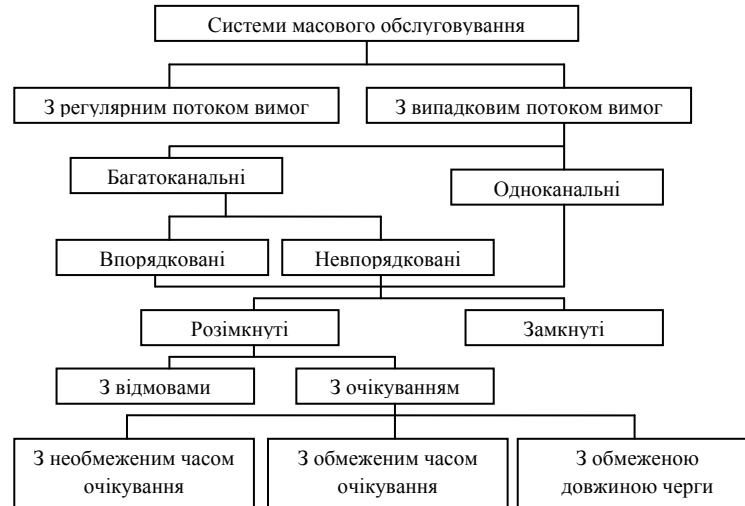 Системи масового обслуговування
З регулярним потоком вимог
З випадковим потоком вимог
Багатоканальні
Одноканальні
Впорядковані
Невпорядковані
Розімкнуті
Замкнуті
З відмовами
З очікуванням
З необмеженим часом
очікування
З обмеженим часом
очікування
З обмеженою
довжиною черги